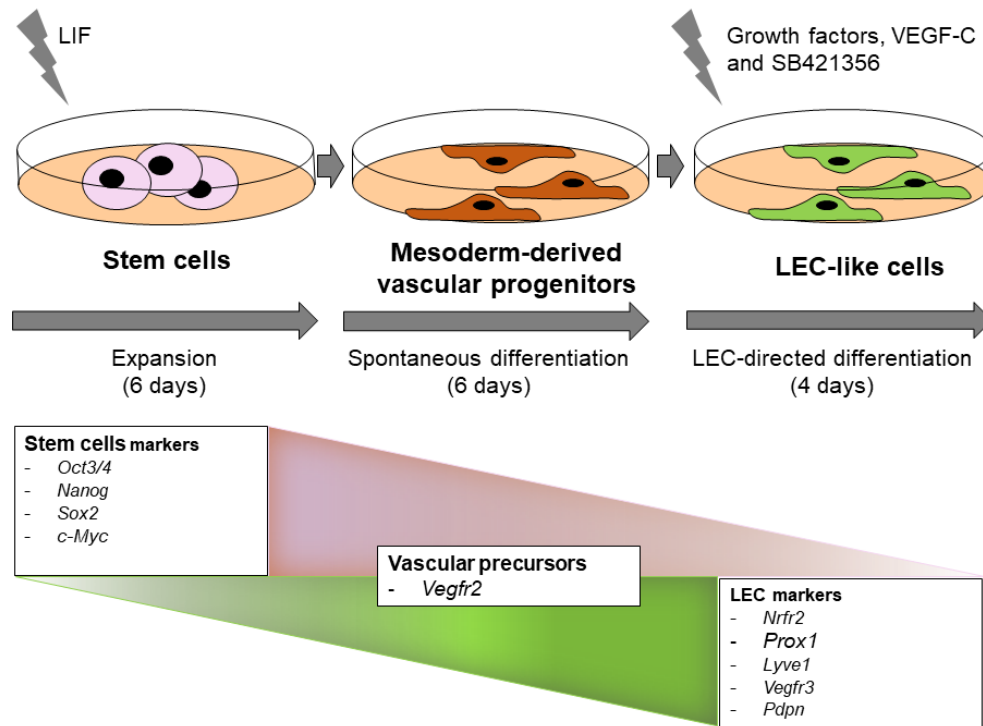 LIF
Growth factors, VEGF-C
and SB421356
Stem cells
Mesoderm-derived
vascular progenitors
LEC-like cells
Expansion
(6 days)
Spontaneous differentiation
(6 days)
LEC-directed differentiation
(4 days)
Stem cells markers
- Oct3/4
- Nanog
- Sox2
- c-Myc
Vascular precursors
- Vegfr2
LEC markers
- Nrfr2
- Prox1
- Lyve1
- Vegfr3
- Pdpn